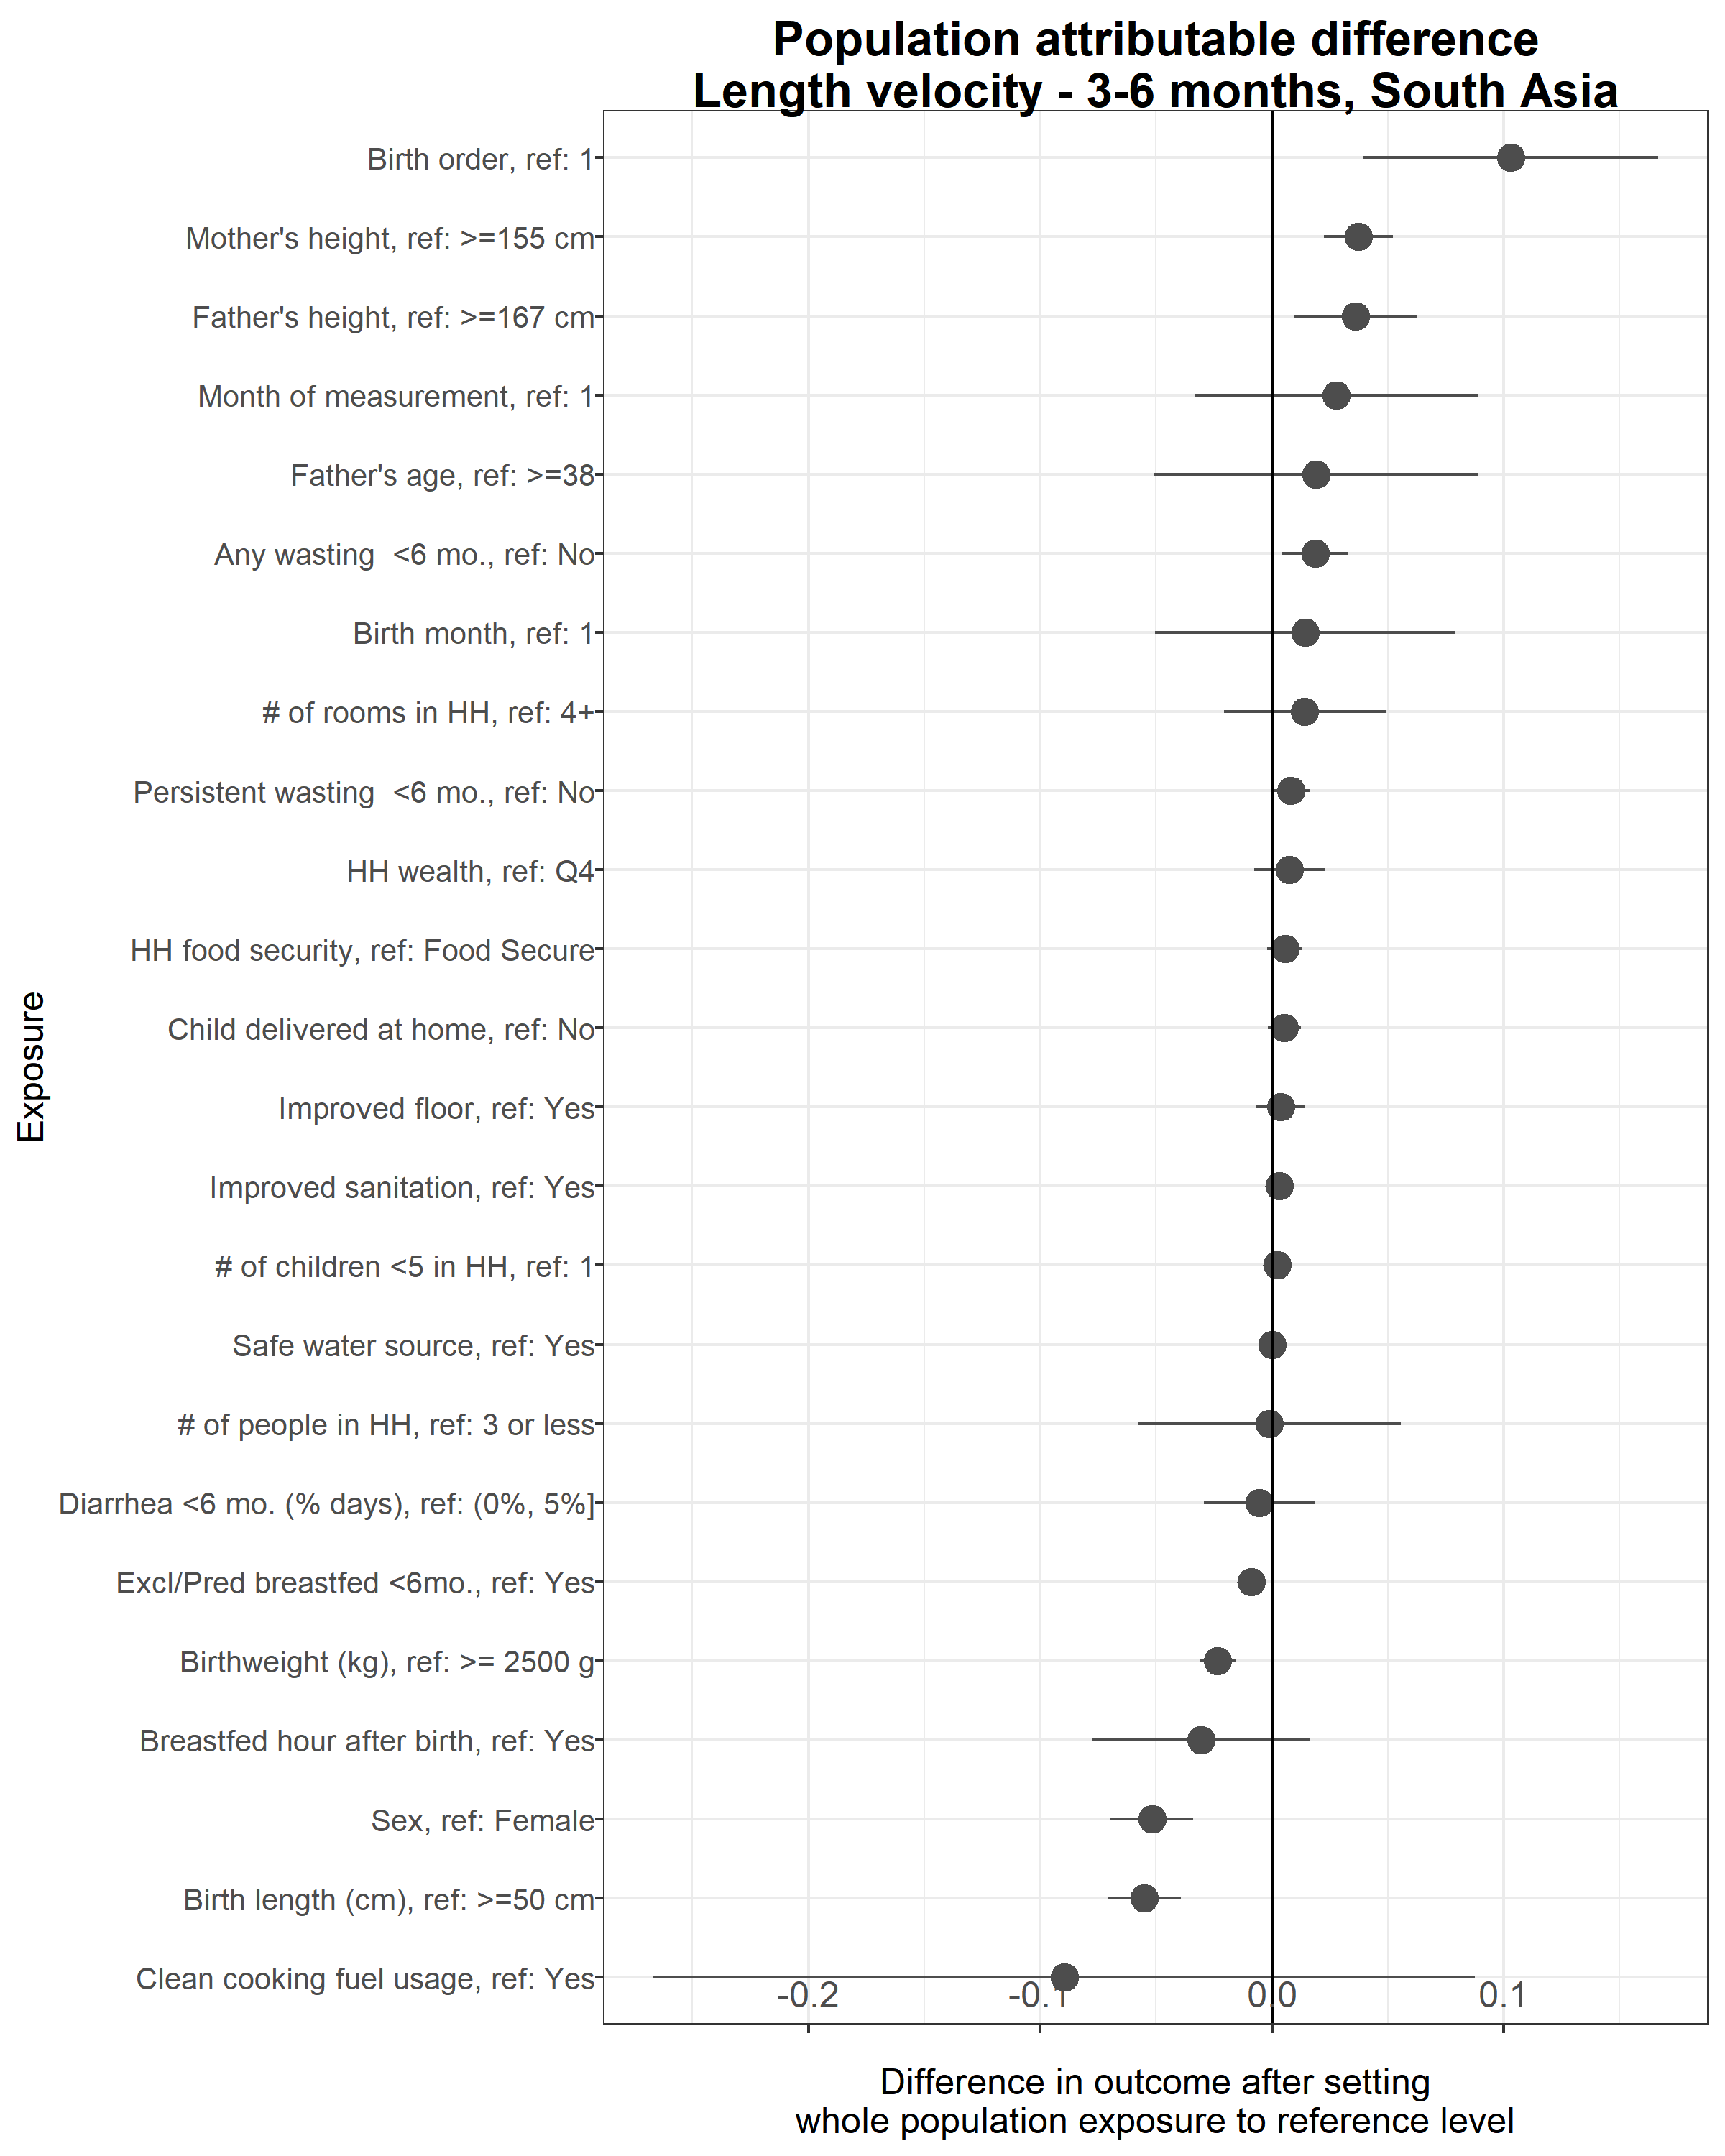 Population attributable difference
Length velocity - 3-6 months, South Asia
Birth order, ref: 1
Mother's height, ref: >=155 cm
Father's height, ref: >=167 cm
Month of measurement, ref: 1
Father's age, ref: >=38
Any wasting  <6 mo., ref: No
Birth month, ref: 1
# of rooms in HH, ref: 4+
Persistent wasting  <6 mo., ref: No
HH wealth, ref: Q4
HH food security, ref: Food Secure
Child delivered at home, ref: No
Improved floor, ref: Yes
Improved sanitation, ref: Yes
# of children <5 in HH, ref: 1
Safe water source, ref: Yes
# of people in HH, ref: 3 or less
Diarrhea <6 mo. (% days), ref: (0%, 5%]
Excl/Pred breastfed <6mo., ref: Yes
Birthweight (kg), ref: >= 2500 g
Breastfed hour after birth, ref: Yes
Sex, ref: Female
Birth length (cm), ref: >=50 cm
Clean cooking fuel usage, ref: Yes
Exposure
-0.2 -0.1 0.0 0.1
Difference in outcome after setting
whole population exposure to reference level